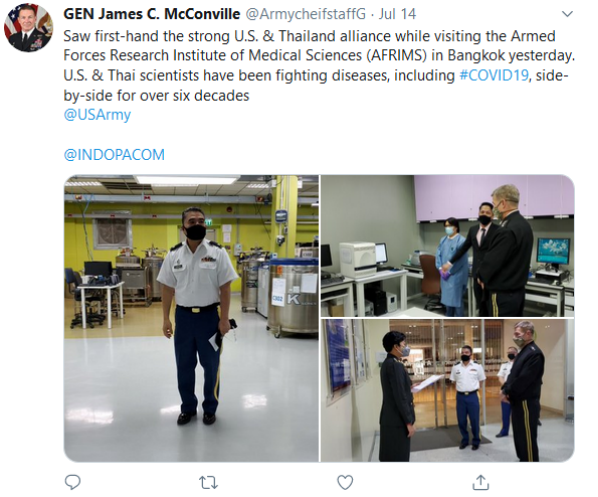 GEN James C. McConville @ArmycheifstaffG · Jul 14
Saw first-hand the strong U.S. & Thailand alliance while visiting the Armed
Forces Research Institute of Medical Sciences (AFRIMS) in Bangkok yesterday.
U.S. & Thai scientists have been fighting diseases, including #COVID19, side-
by-side for over six decades
@USArmy
@INDOPACOM
K